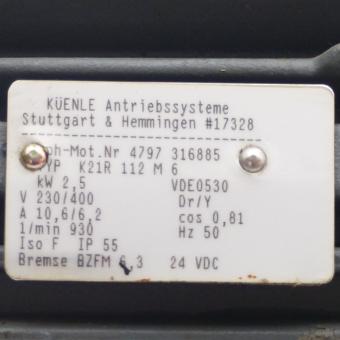 KÜENLE Antriebssysteme
Stuttgart & Hemmingen #17328
ph-Mot.Nr 4797 316885
YP K21R 112 M 6
kW 2,5 VDE0530
V 230/400 Dr/Y
A 10,6/6,2 cos 0,81
1/min 930 Hz 50
Iso F IP 55
Bremse BZFM 6,3 24 VDC